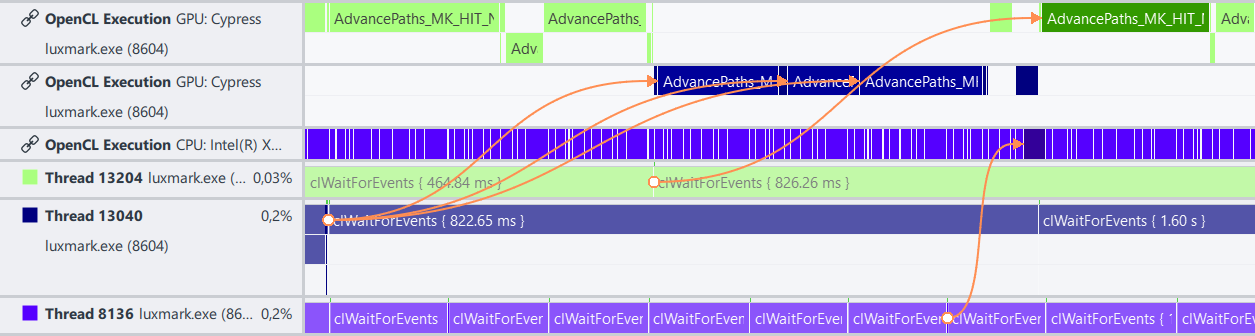 OpenCL Execution GPU: Cypress
luxmark.exe (8604)
AdvancePaths_MK_HIT_N
Adv
AdvancePaths_
AdvancePaths_MK_HIT_I
Adva
OpenCL Execution GPU: Cypress
luxmark.exe (8604)
AdvancePaths_M
Advance
AdvancePaths_MI
OpenCL Execution CPU: Intel(R) X...
Thread 13204 luxmark.exe (... 0,03%
clWaitForEvents { 464.84 ms }
clWaitForEvents { 826.26 ms }
Thread 13040 0,2%
luxmark.exe (8604)
clWaitForEvents { 822.65 ms }
clWaitForEvents { 1.60 s }
Thread 8136 luxmark.exe (86... 0,2%
clWaitForEvents
clWaitForEver
clWaitForEver
clWaitForEver
clWaitForEver
clWaitForEver
clWaitForEver
clWaitForEvents {
clWaitForEver